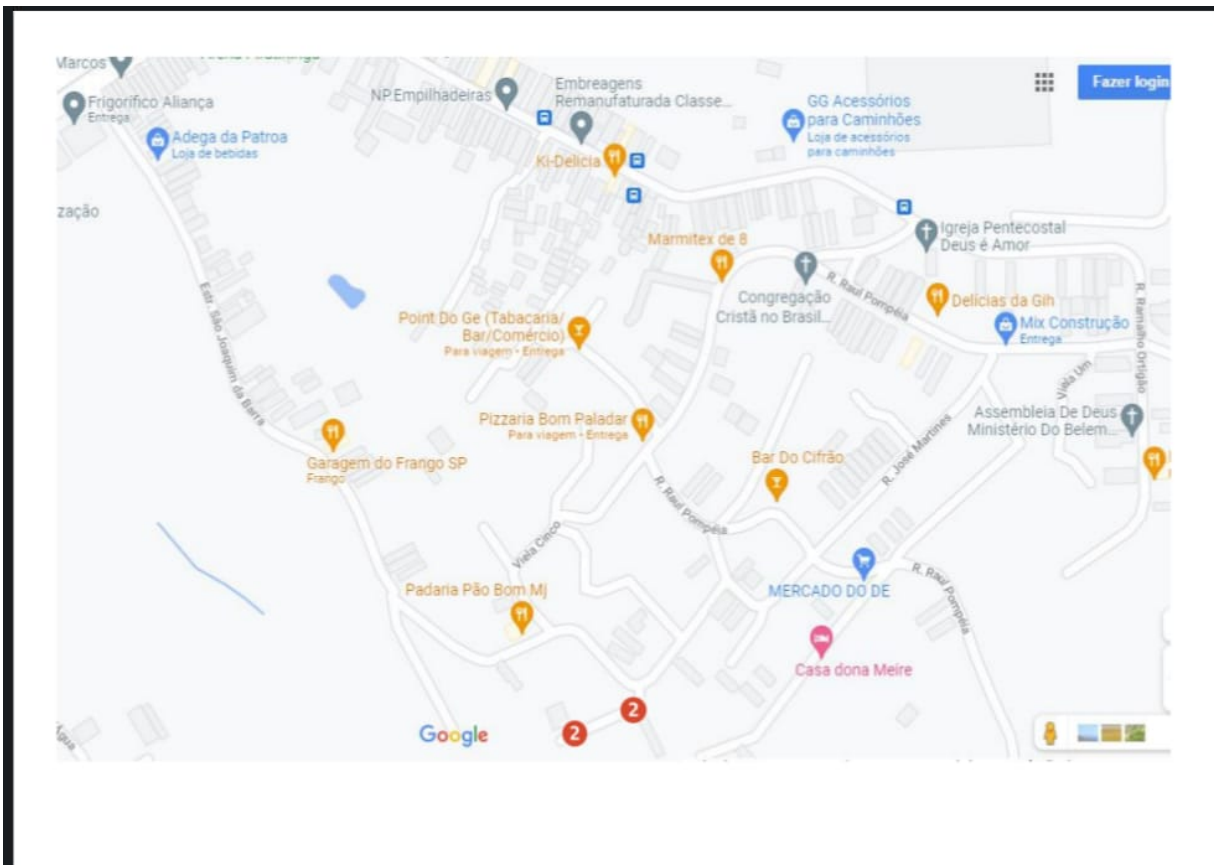 Marcos
Frigorífico Aliança
Entrega
Adega da Patroa
Loja de bebidas
NP.Empilhadeiras
Embreagens
Remanufaturada Classe...
Ki-Delicia
GG Acessórios
para Caminhões
Loja de acessórios
para caminhões
Fazer login
zação
Marmitex de 8
Igreja Pentecostal
Deus é Amor
Congregação
Cristã no Brasil...
R. Raul Pompéia
Delícias da Gih
Mix Construção
Entrega
R. Ramalho Ortigão
Estr. São Joaquim da Barra
Point Do Ge (Tabacaria/
Bar/Comércio)
Para viagem - Entrega
Pizzaria Bom Paladar
Para viagem - Entrega
Viela Um
Assembleia De Deus
Ministério Do Belem...
R. José Martines
Garagem do Frango SP
Frango
Bar Do Cifrão
R. Raul Pompéia
Viela Cinco
Padaria Pão Bom Mj
MERCADO DO DE
R. Raul Pompéia
Casa dona Meire
2
2
Google
Água